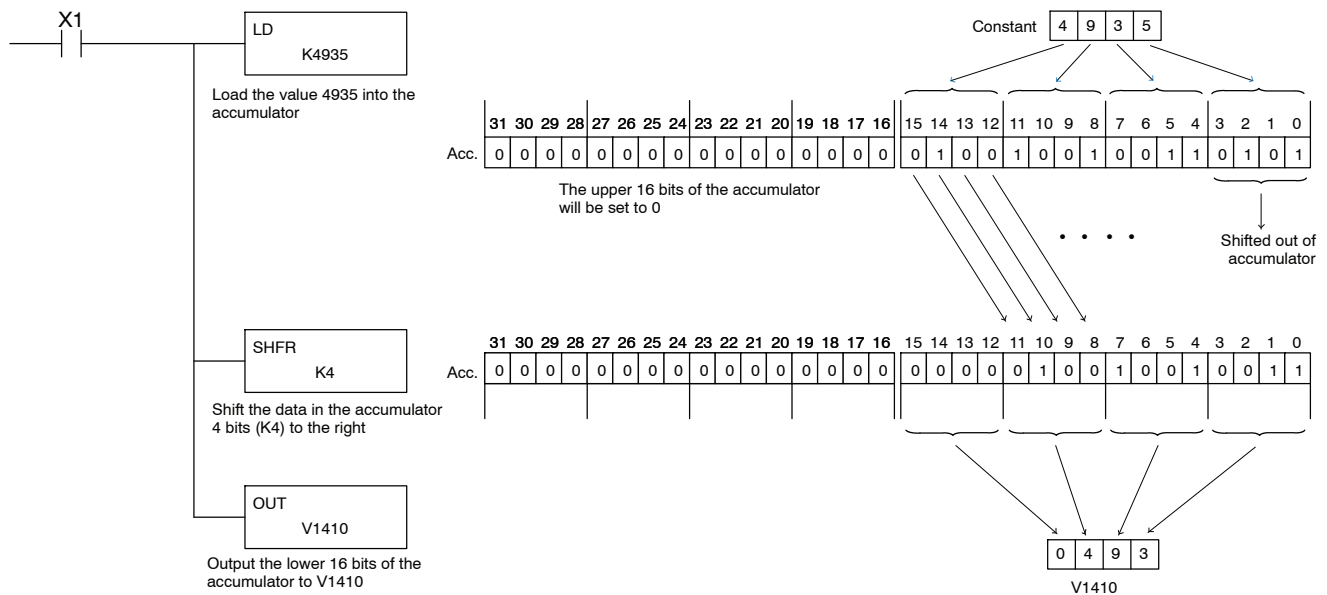 X1
LD
K4935
Load the value 4935 into the
accumulator
Constant 4 9 3 5
31 30 29 28 27 26 25 24 23 22 21 20 19 18 17 16 15 14 13 12 11 10 9 8 7 6 5 4 3 2 1 0
Acc. 0 0 0 0 0 0 0 0 0 0 0 0 0 0 0 0 0 1 0 0 1 0 0 1 0 0 1 1 0 1 0 1
The upper 16 bits of the accumulator
will be set to 0
Shifted out of
accumulator
SHFR
K4
Shift the data in the accumulator
4 bits (K4) to the right
31 30 29 28 27 26 25 24 23 22 21 20 19 18 17 16 15 14 13 12 11 10 9 8 7 6 5 4 3 2 1 0
Acc. 0 0 0 0 0 0 0 0 0 0 0 0 0 0 0 0 0 0 0 0 0 1 0 0 1 0 0 1 0 0 1 1
OUT
V1410
Output the lower 16 bits of the
accumulator to V1410
0 4 9 3
V1410